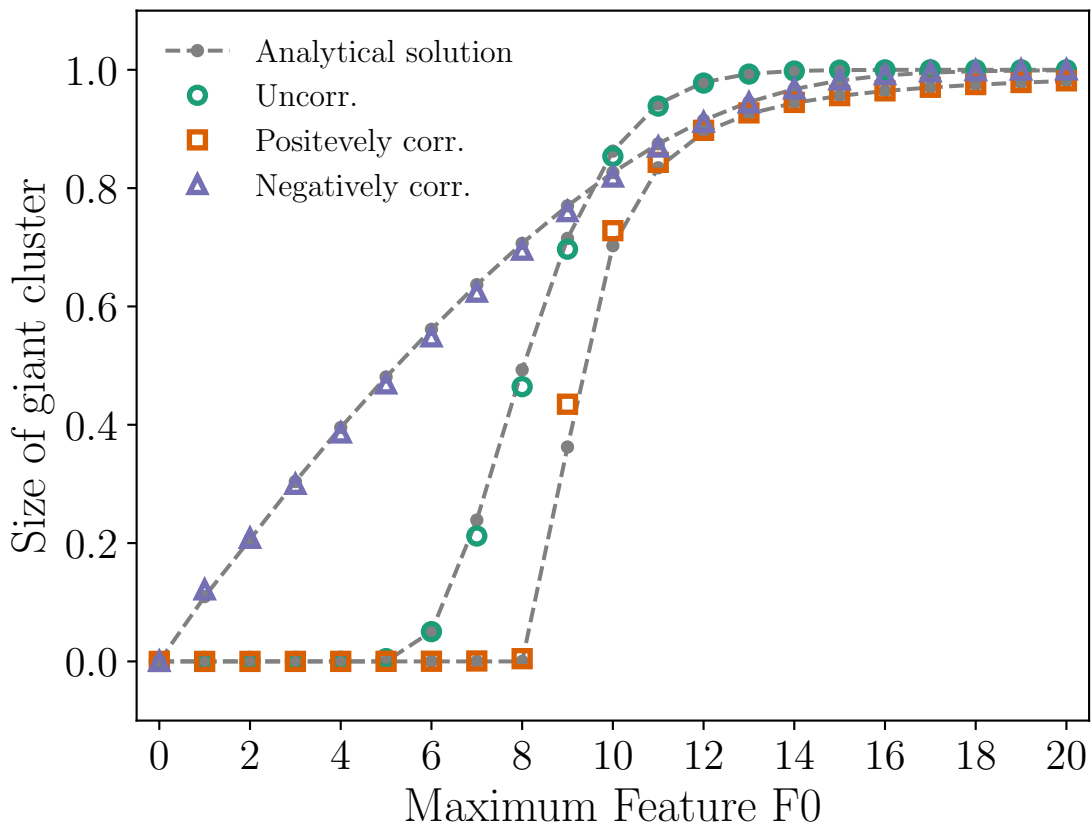 Analytical solution
Uncorr.
Positevely corr.
Negatively corr.
1.0
0.8
0.6
0.4
0.2
0.0
Size of giant cluster
0 2 4 6 8 10 12 14 16 18 20
Maximum Feature F0